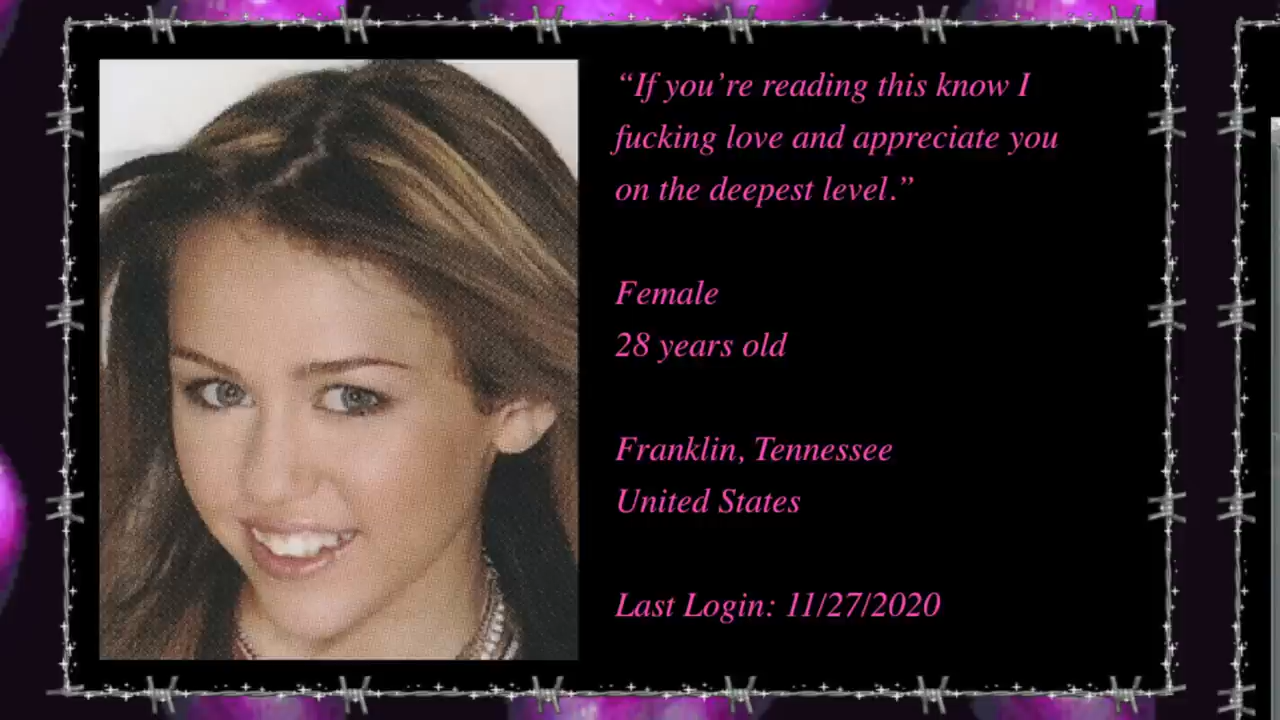 “If you’re reading this know I
fucking love and appreciate you
on the deepest level.”
Female
28 years old
Franklin, Tennessee
United States
Last Login: 11/27/2020